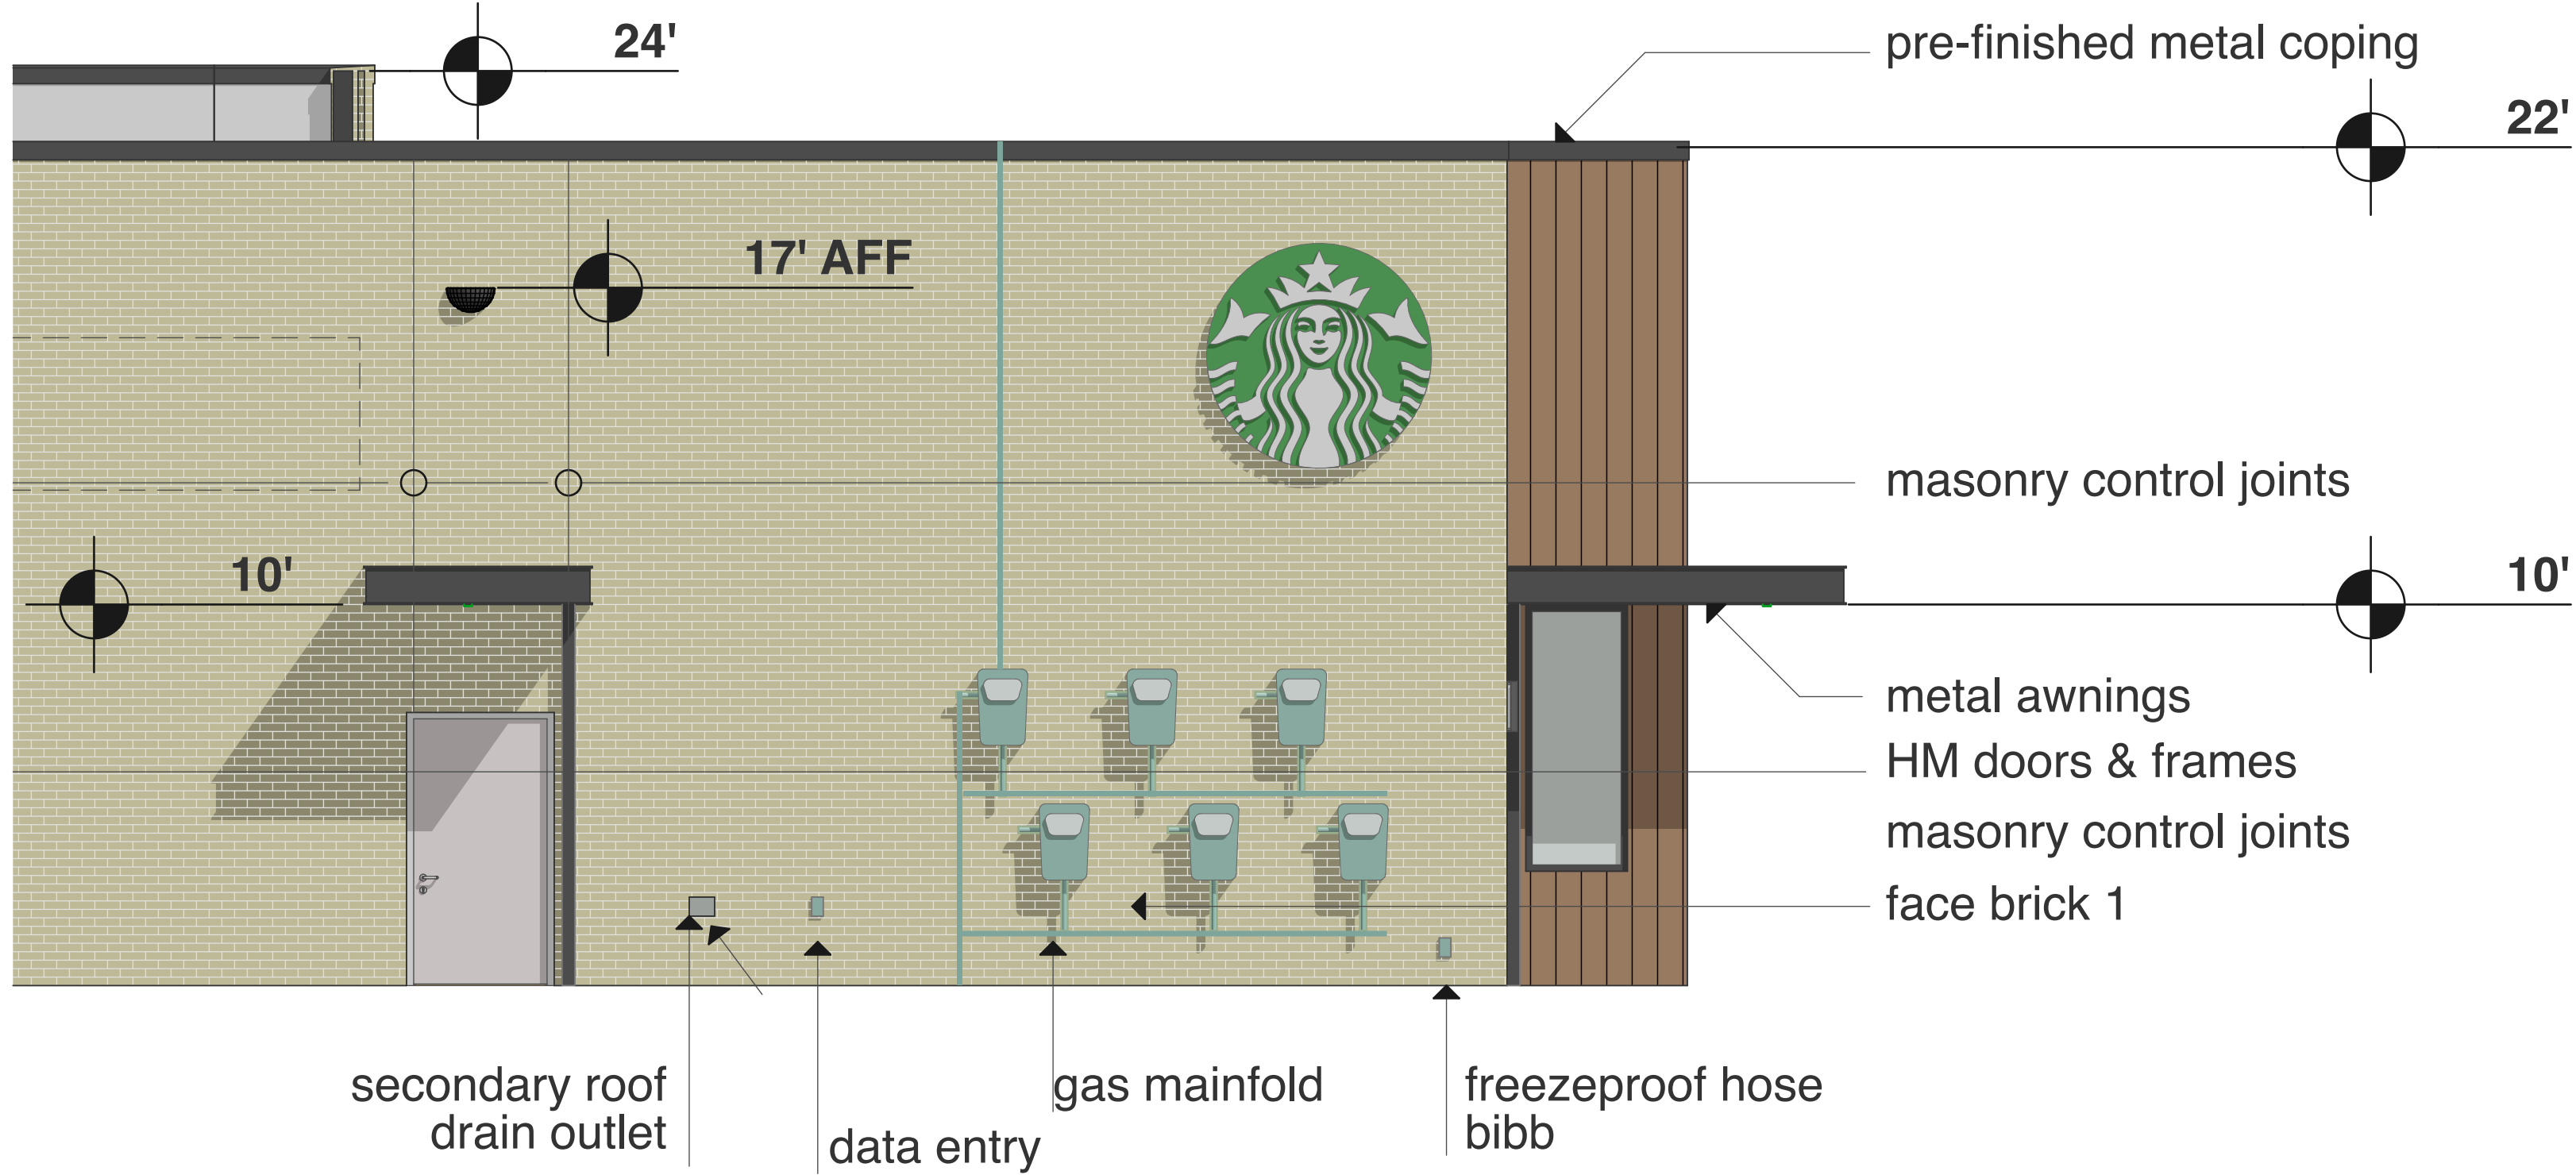 24'
pre-finished metal coping
22'
17' AFF
masonry control joints
10'
10'
metal awnings
HM doors & frames
masonry control joints
face brick 1
secondary roof
drain outlet
data entry
gas mainfold
freezeproof hose
bibb